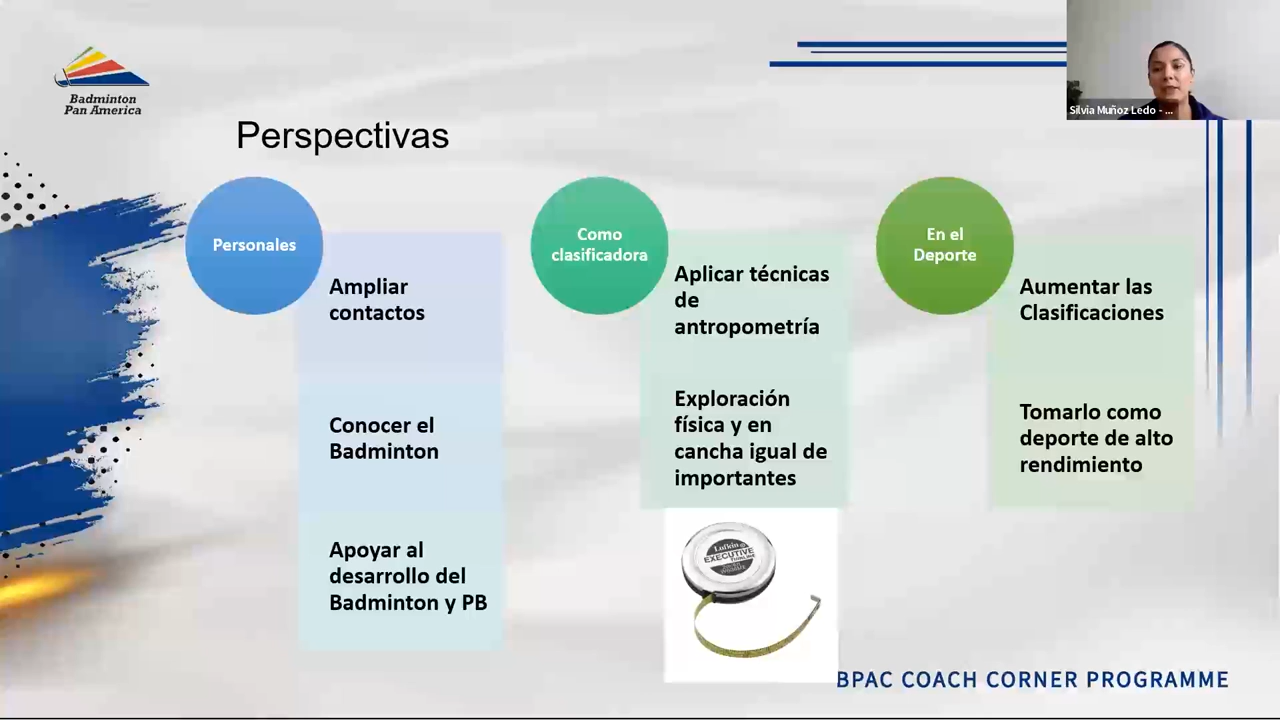 Badminton
Pan America
Silvia Muñoz Ledo - ...
Perspectivas
Personales
Ampliar
contactos
Conocer el
Badminton
Apoyar al
desarrollo del
Badminton y PB
Como
clasificadora
Aplicar técnicas
de
antropometría
Exploración
física y en
cancha igual de
importantes
Lufkin
EXECUTIVE
En el
Deporte
Aumentar las
Clasificaciones
Tomarlo como
deporte de alto
rendimiento
BPAC COACH CORNER PROGRAMME